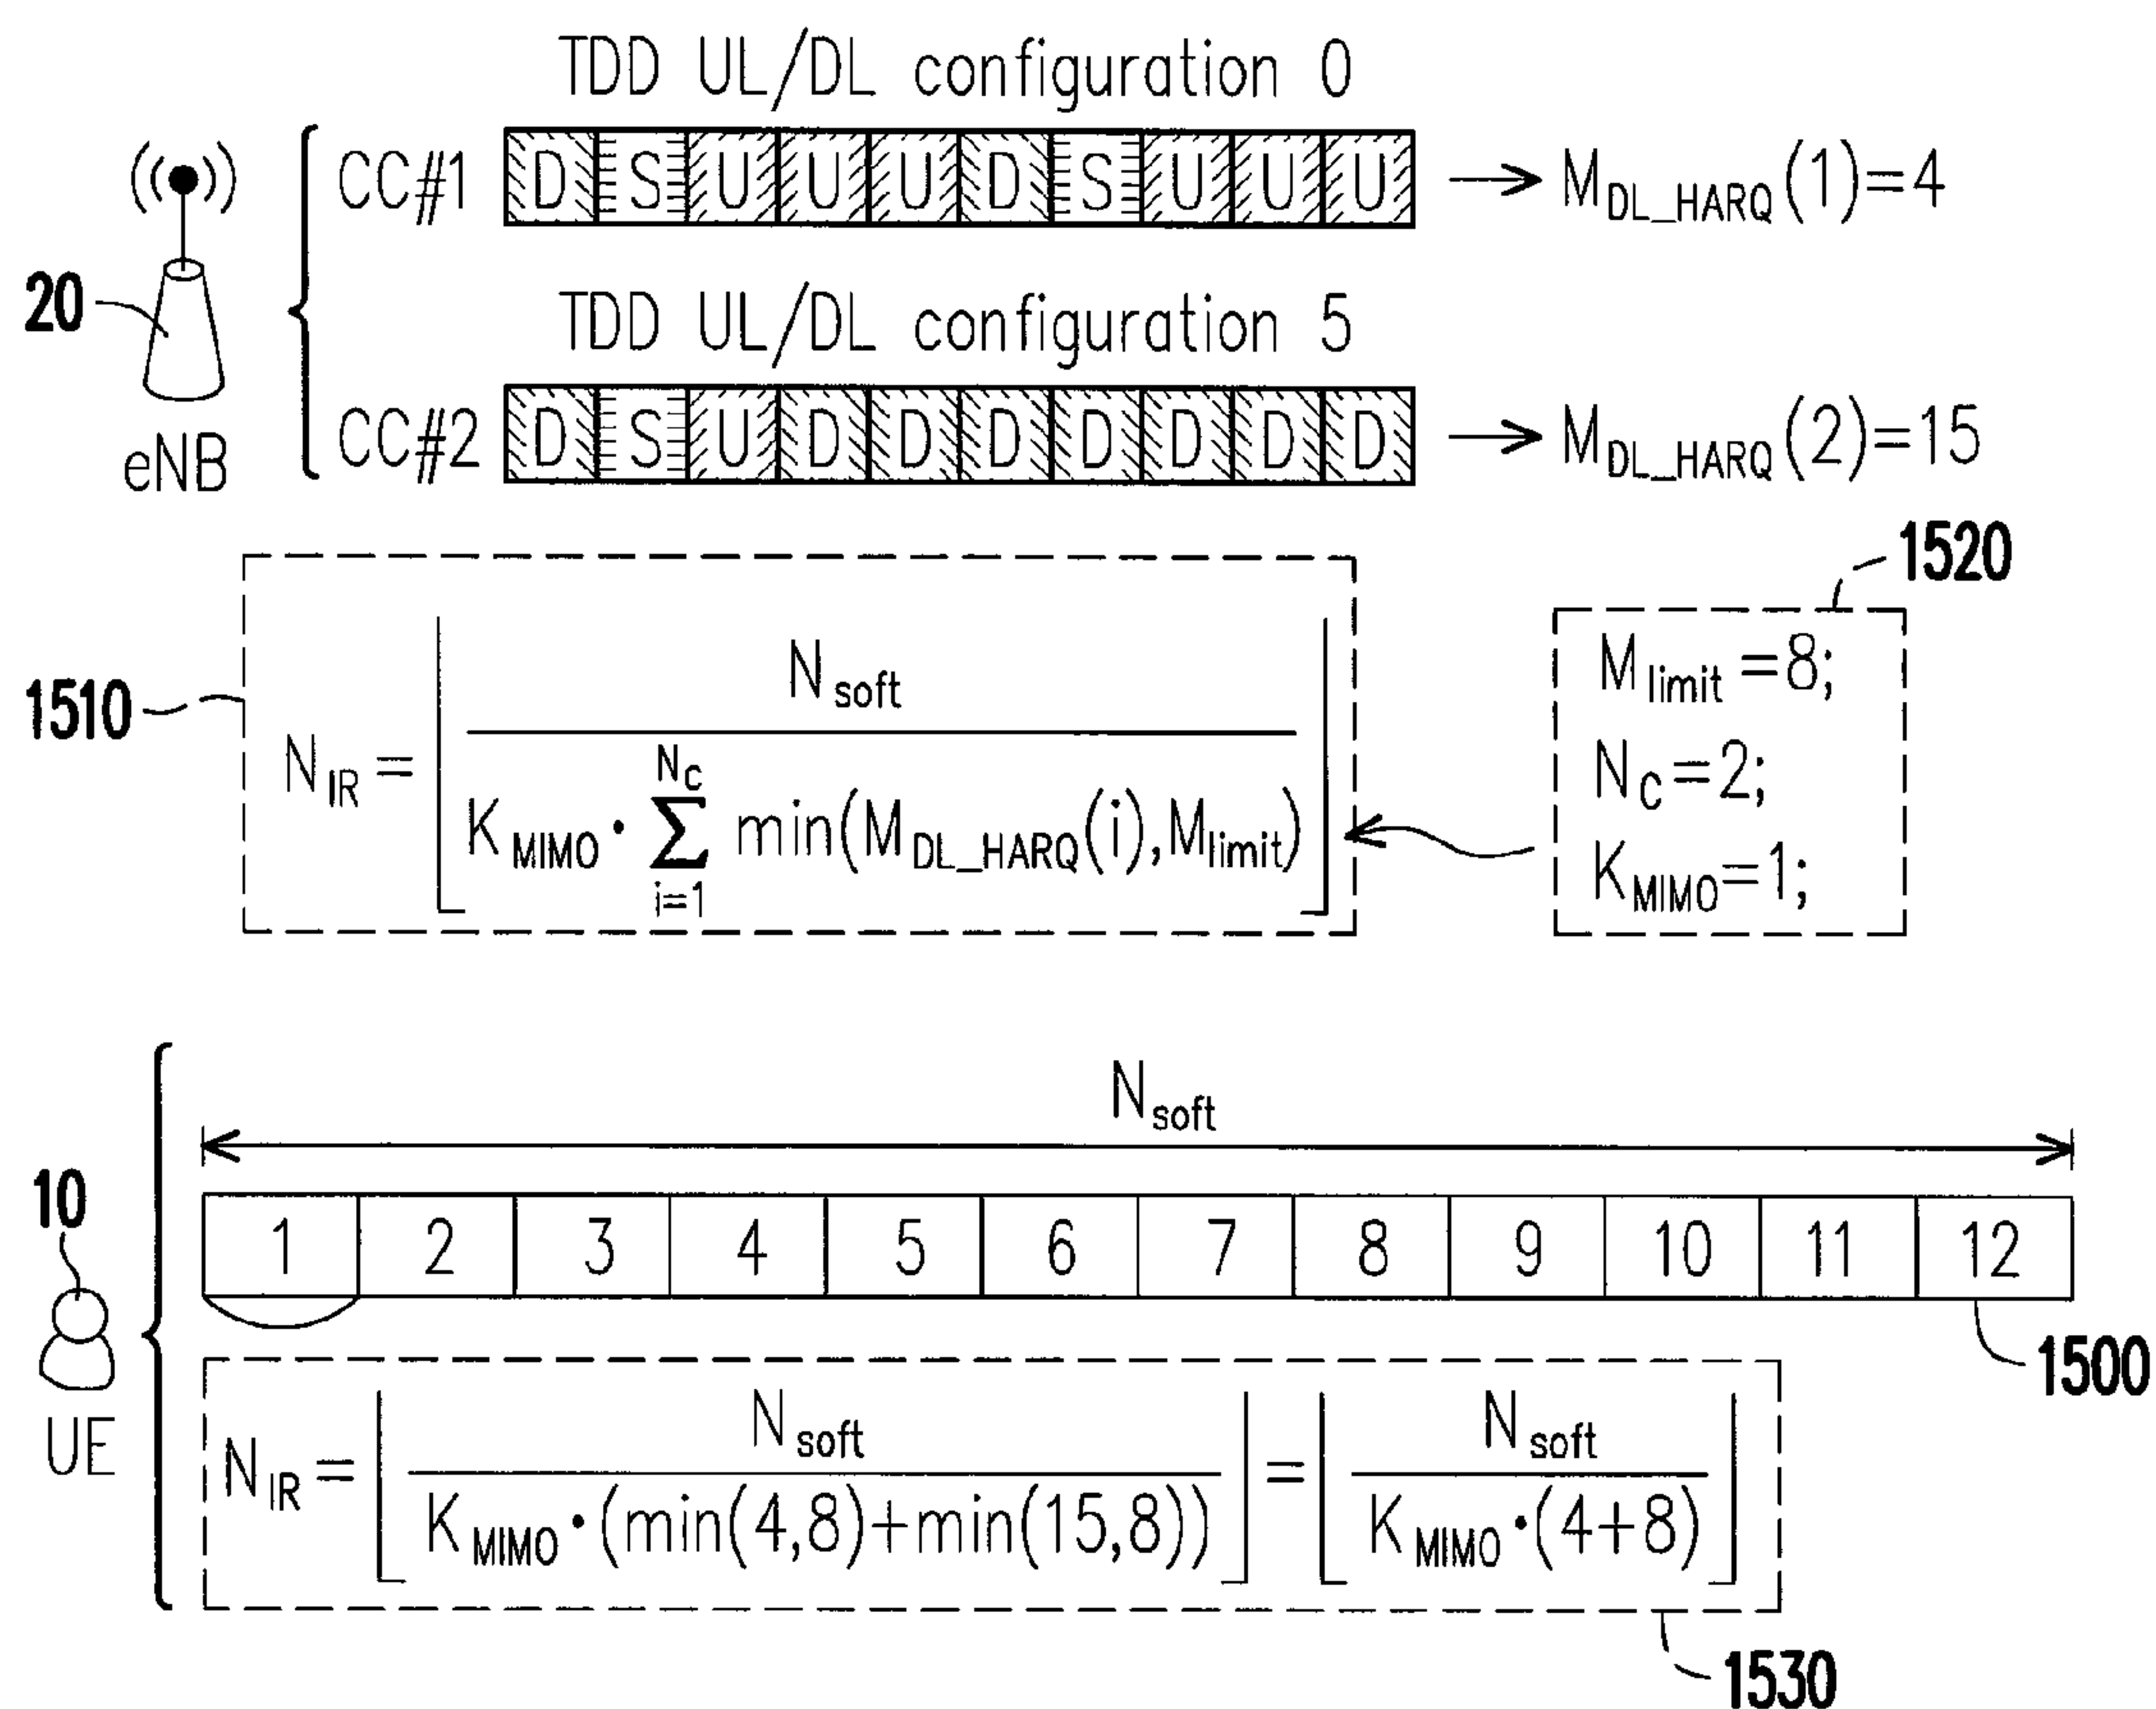 TDD UL/DL configuration 0
CC#1 D S U U U D S U U U → M_DL_HARQ(1)=4
20
TDD UL/DL configuration 5
eNB
CC#2 D S U D D D D D D D → M_DL_HARQ(2)=15
1510
N_IR = ⌊ N_soft / ( K_MIMO · Σ_{i=1}^{N_C} min(M_DL_HARQ(i), M_limit) ) ⌋
1520
M_limit =8;
N_C=2;
K_MIMO=1;
N_soft
10
UE
1 2 3 4 5 6 7 8 9 10 11 12
1500
N_IR = ⌊ N_soft / ( K_MIMO · (min(4,8)+min(15,8)) ) ⌋ = ⌊ N_soft / ( K_MIMO · (4+8) ) ⌋
1530